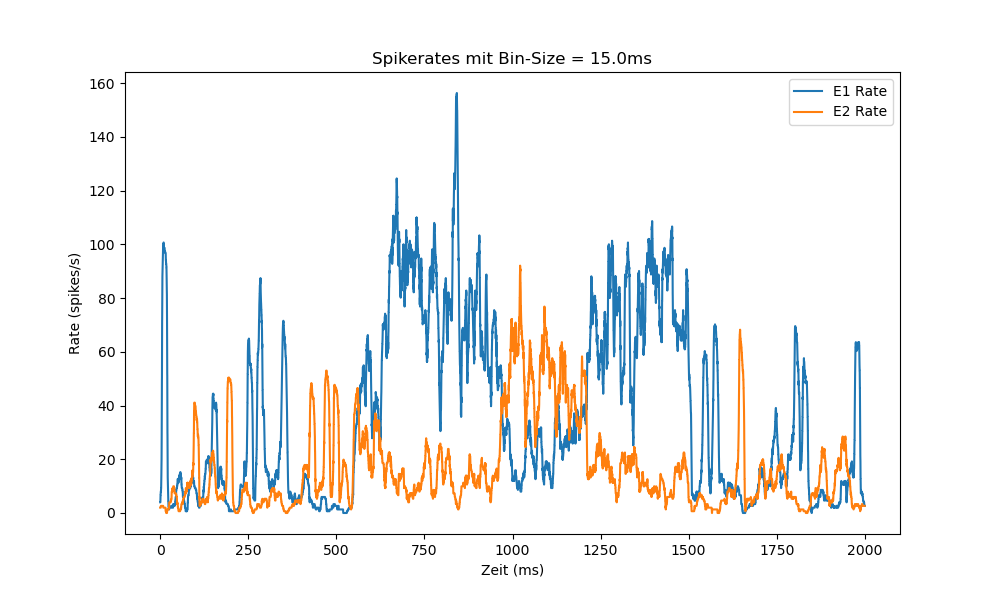 Spikerates mit Bin-Size = 15.0ms
E1 Rate
E2 Rate
160
140
120
100
80
60
40
20
0
Rate (spikes/s)
0 250 500 750 1000 1250 1500 1750 2000
Zeit (ms)